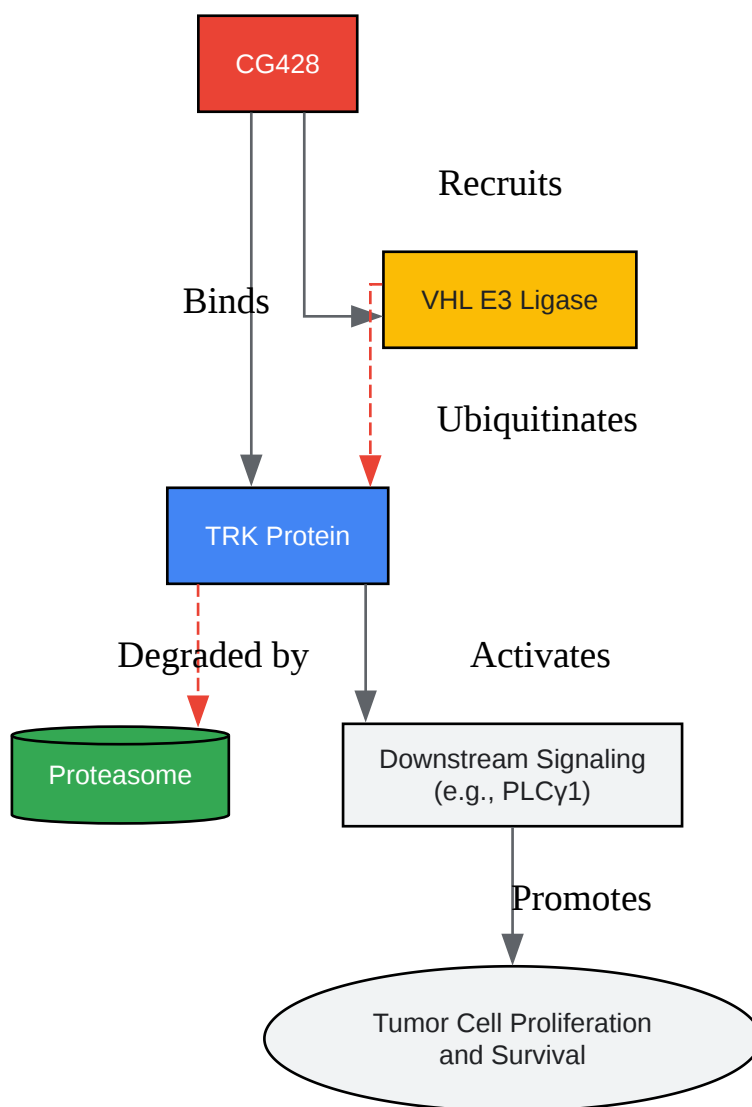 CG428
Recruits
VHL E3 Ligase
Binds
Ubiquitinates
TRK Protein
Degraded by
Activates
Proteasome
Downstream Signaling
(e.g., PLCγ1)
Promotes
Tumor Cell Proliferation
and Survival